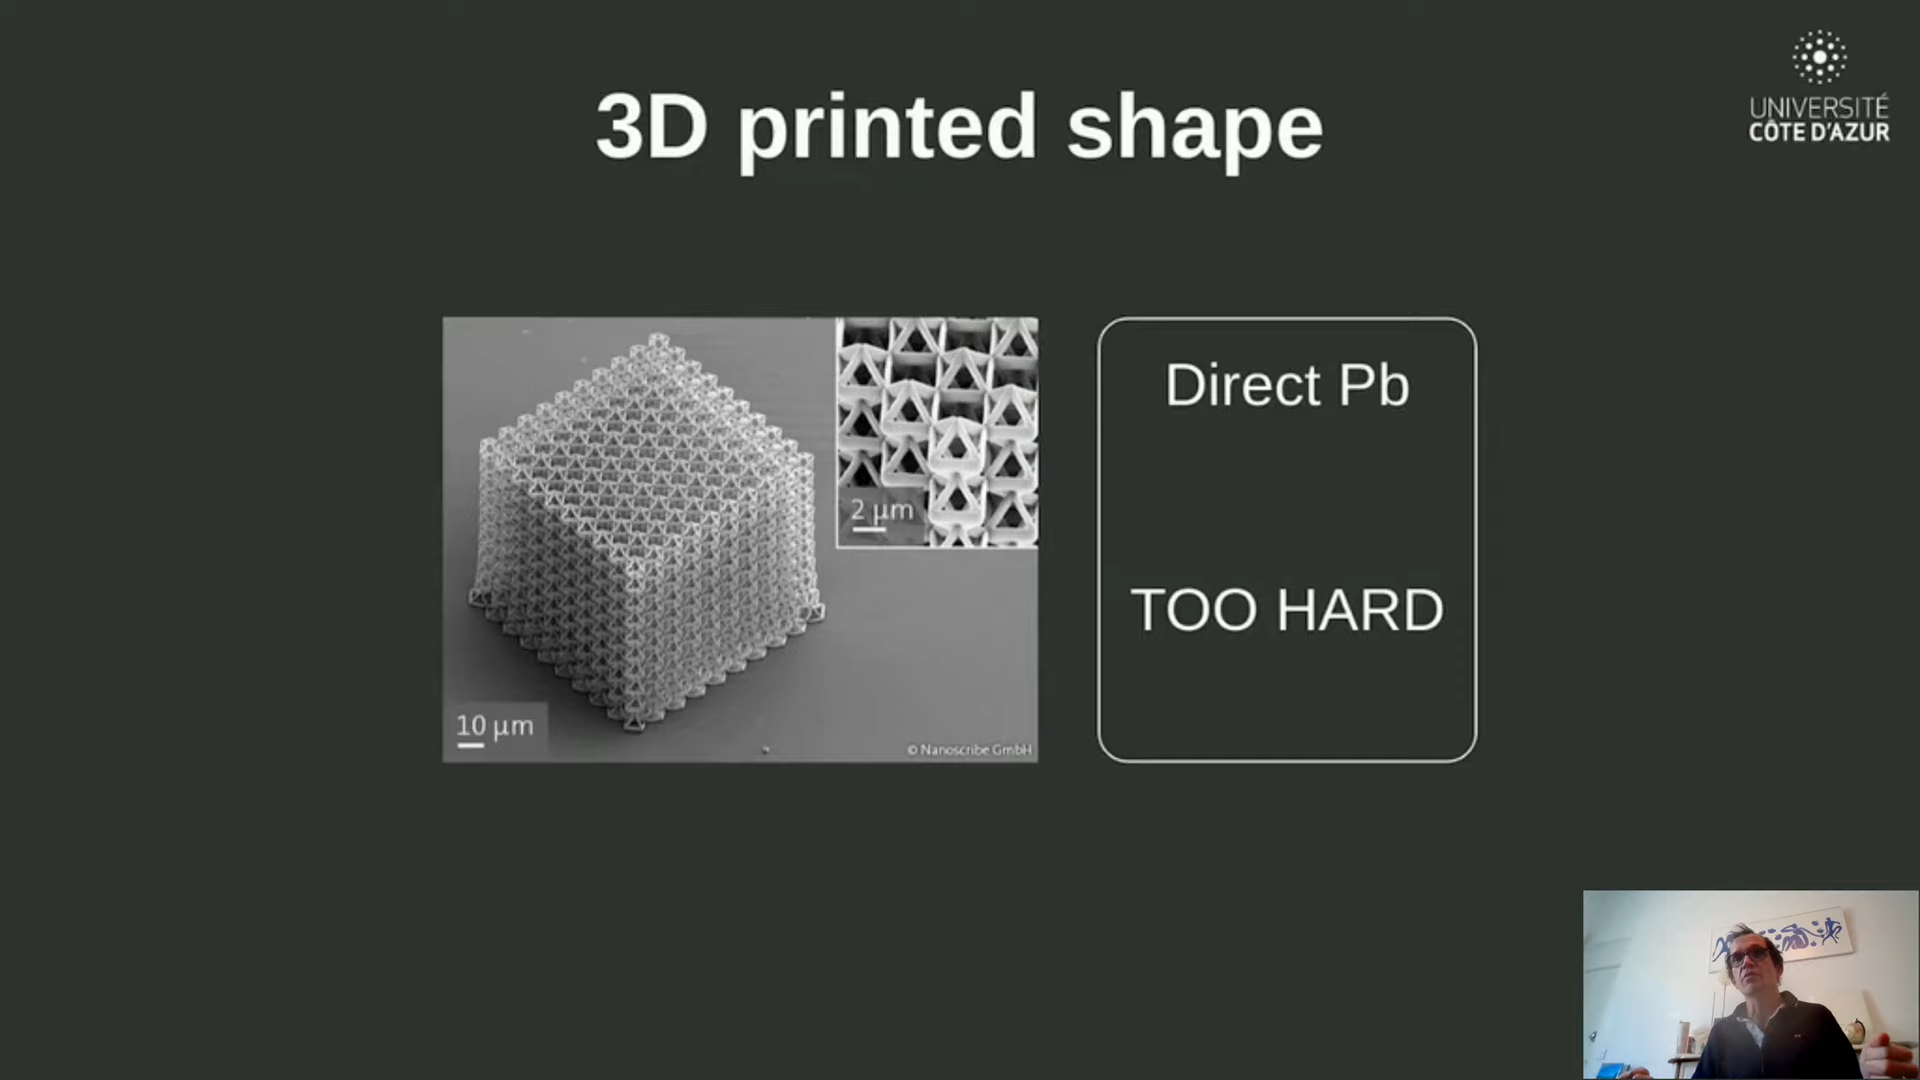 3D printed shape
UNIVERSITÉ
CÔTE D'AZUR
2 µm
10 µm
© Nanoscribe GmbH
Direct Pb
TOO HARD